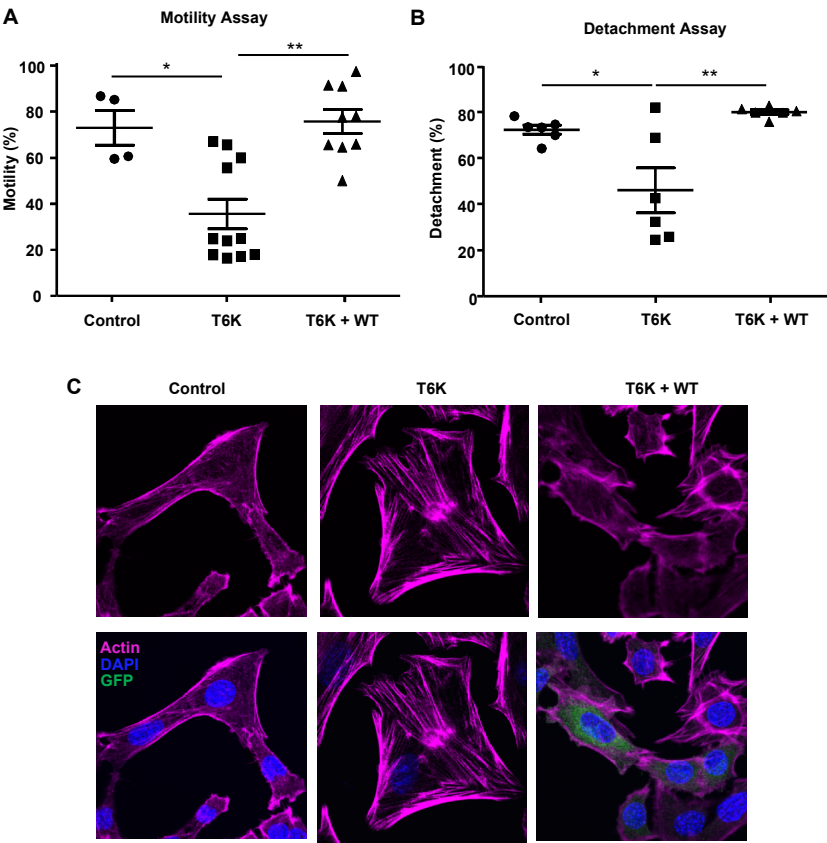 A
Motility Assay
Motility (%)
100
80
60
40
20
0
*
**
Control
T6K
T6K + WT
B
Detachment Assay
Detachment (%)
100
80
60
40
20
0
*
**
Control
T6K
T6K + WT
C
Control
T6K
T6K + WT
Actin
DAPI
GFP